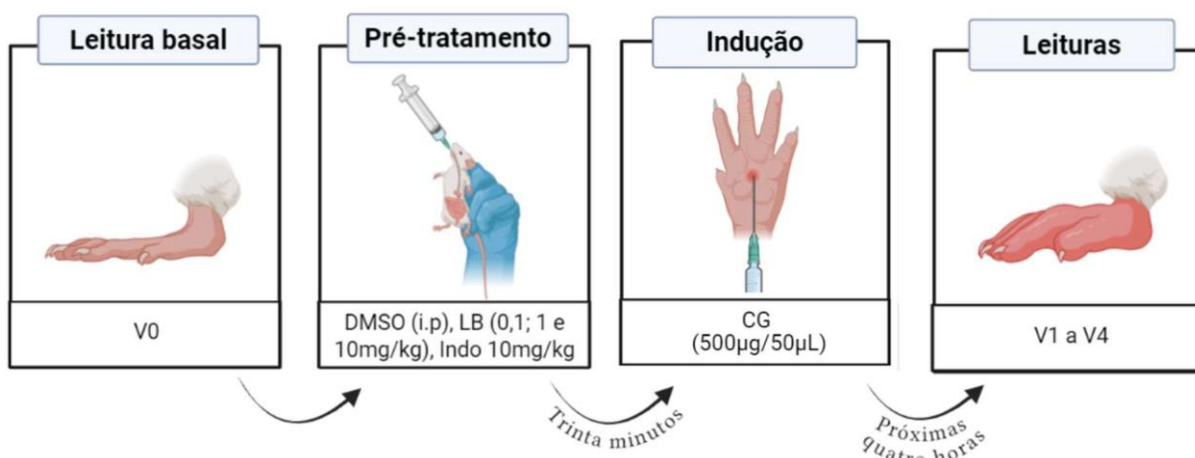 Leitura basal
Pré-tratamento
Indução
Leituras
V0
DMSO (i.p), LB (0,1; 1 e
10mg/kg), Indo 10mg/kg
CG
(500µg/50µL)
V1 a V4
Trinta minutos
Próximas
quatro horas